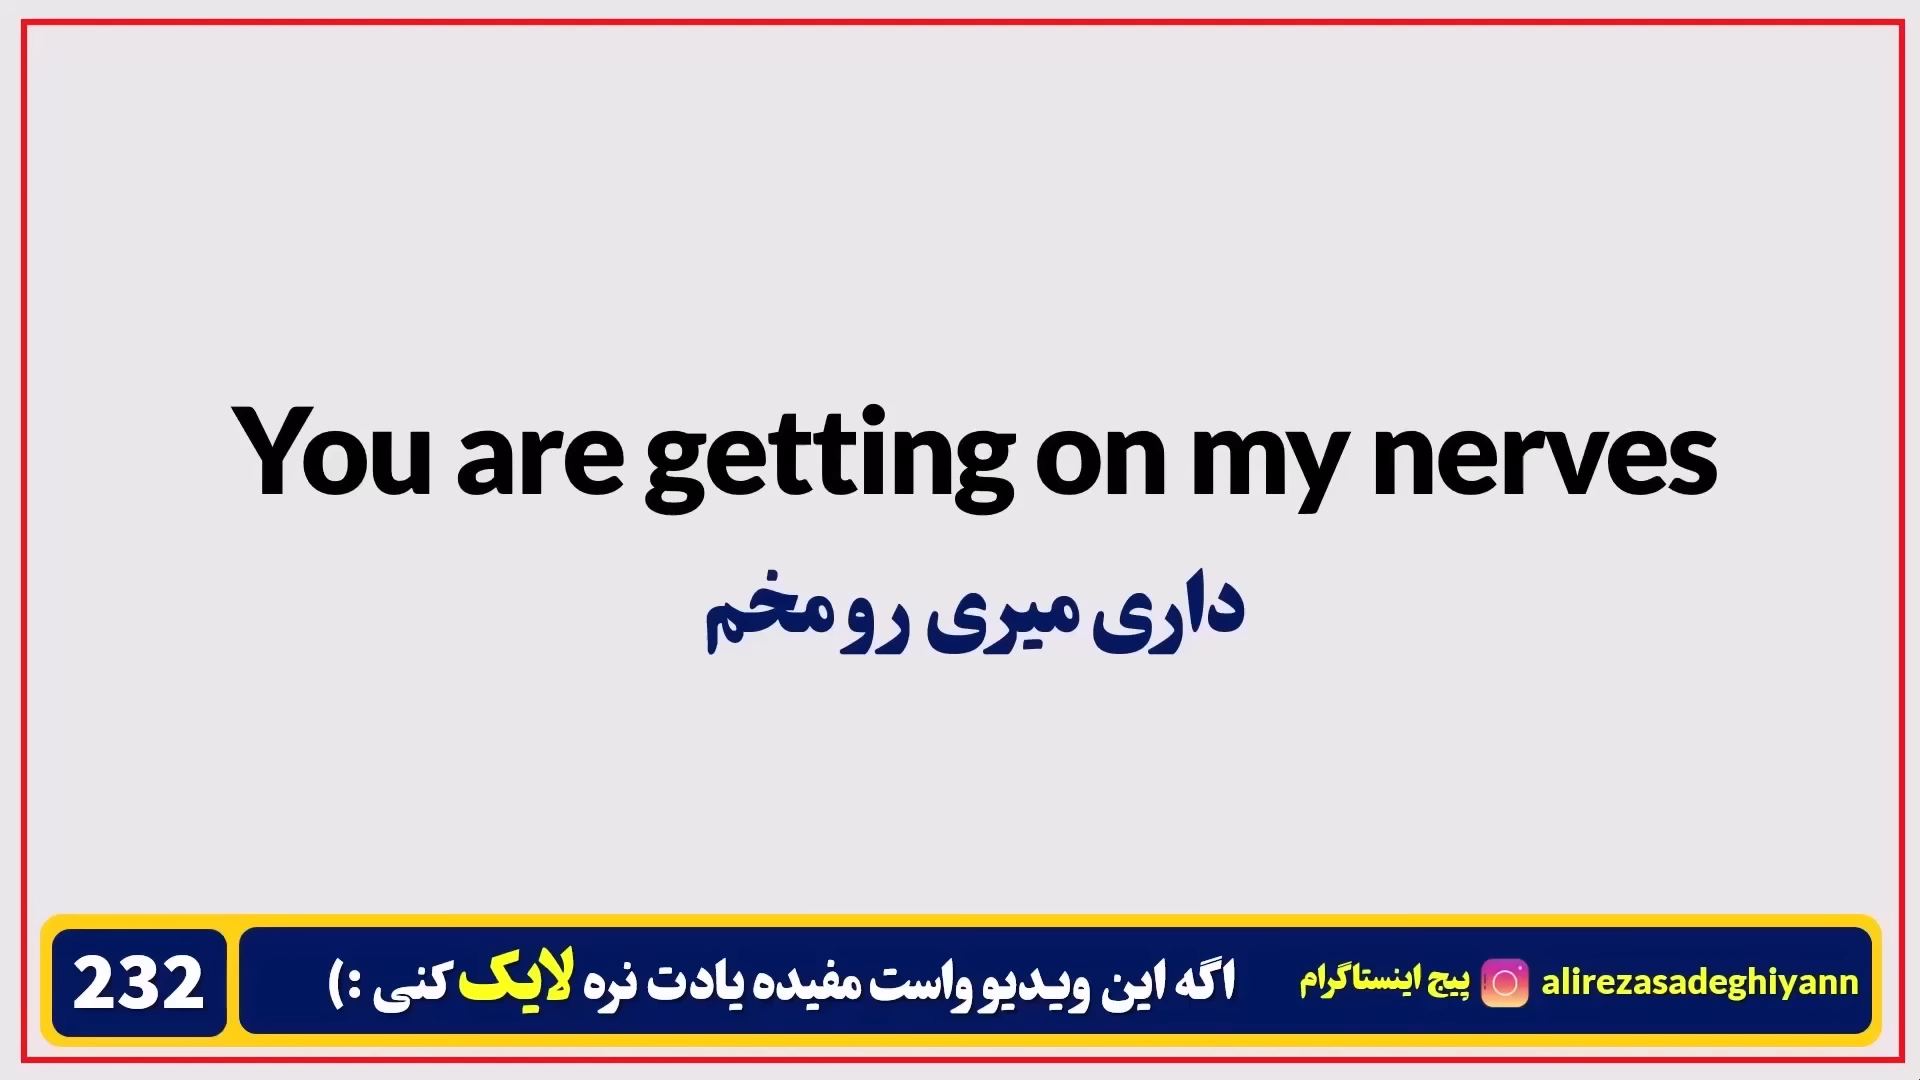 You are getting on my nerves
داری میری رو مخم
232
اگه این ویدیو واست مفیده یادت نره لایک کنی :)
پیج اینستاگرام alirezasadeghiyann